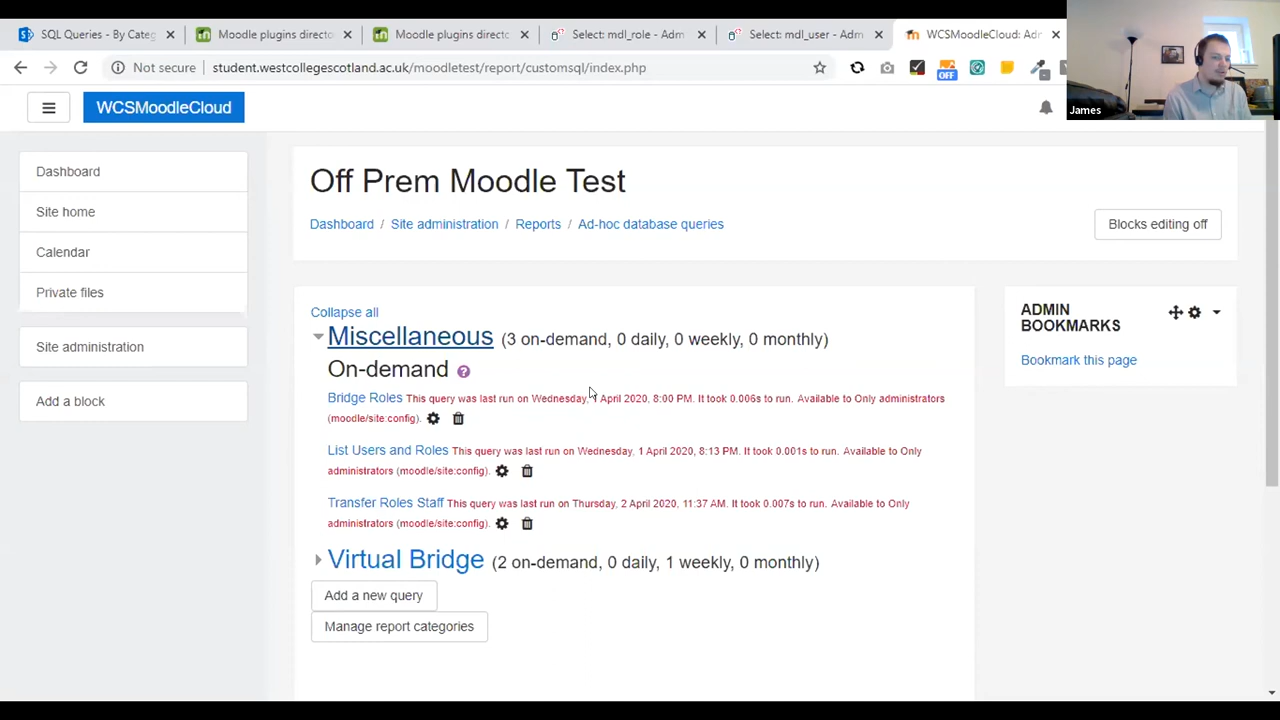 SQL Queries - By Categ
Moodle plugins directo
Moodle plugins directo
Select: mdl_role - Adm
Select: mdl_user - Adm
WCSMoodleCloud: Ad
Not secure
student.westcollegescotland.ac.uk/moodletest/report/customsql/index.php
OFF
James
WCSMoodleCloud
Dashboard
Site home
Calendar
Private files
Site administration
Add a block
Off Prem Moodle Test
Dashboard / Site administration / Reports / Ad-hoc database queries
Blocks editing off
Collapse all
Miscellaneous (3 on-demand, 0 daily, 0 weekly, 0 monthly)
On-demand ?
Bridge Roles This query was last run on Wednesday, April 2020, 8:00 PM. It took 0.006s to run. Available to Only administrators
(moodle/site:config).
List Users and Roles This query was last run on Wednesday, 1 April 2020, 8:13 PM. It took 0.001s to run. Available to Only
administrators (moodle/site:config).
Transfer Roles Staff This query was last run on Thursday, 2 April 2020, 11:37 AM. It took 0.007s to run. Available to Only
administrators (moodle/site:config).
Virtual Bridge (2 on-demand, 0 daily, 1 weekly, 0 monthly)
Add a new query
Manage report categories
ADMIN
BOOKMARKS
Bookmark this page